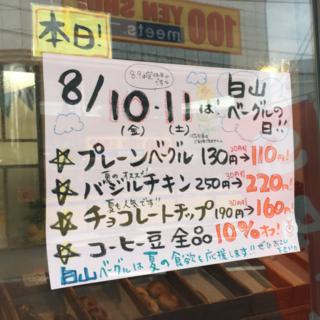 100 YEN SHOP
meets.
本日!
8/10・11は!
(金) (土)
白山
ベーグルの
日!!
☆プレーンベーグル 130円→110円!
夏のオススメ!
☆バジルチキン 250円→220円!
夏も人気です!!
☆チョコレートチップ 190円→160円!
☆コーヒー豆 全品 10%オフ!
白山ベーグルは夏の食欲を応援します!!